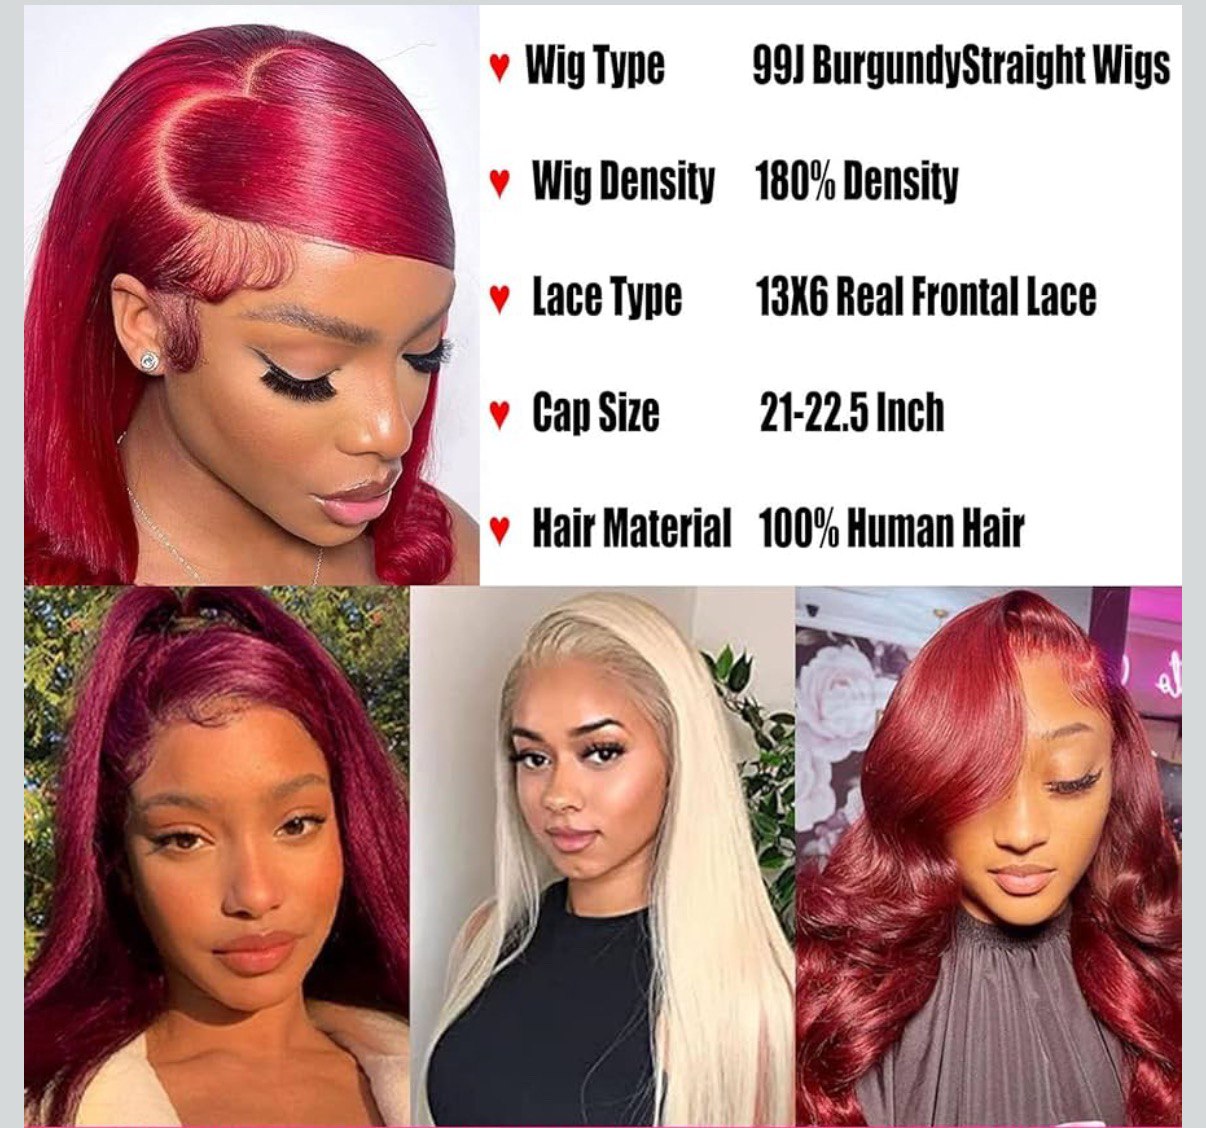 ♥ Wig Type 99J BurgundyStraight Wigs
♥ Wig Density 180% Density
♥ Lace Type 13X6 Real Frontal Lace
♥ Cap Size 21-22.5 Inch
♥ Hair Material 100% Human Hair